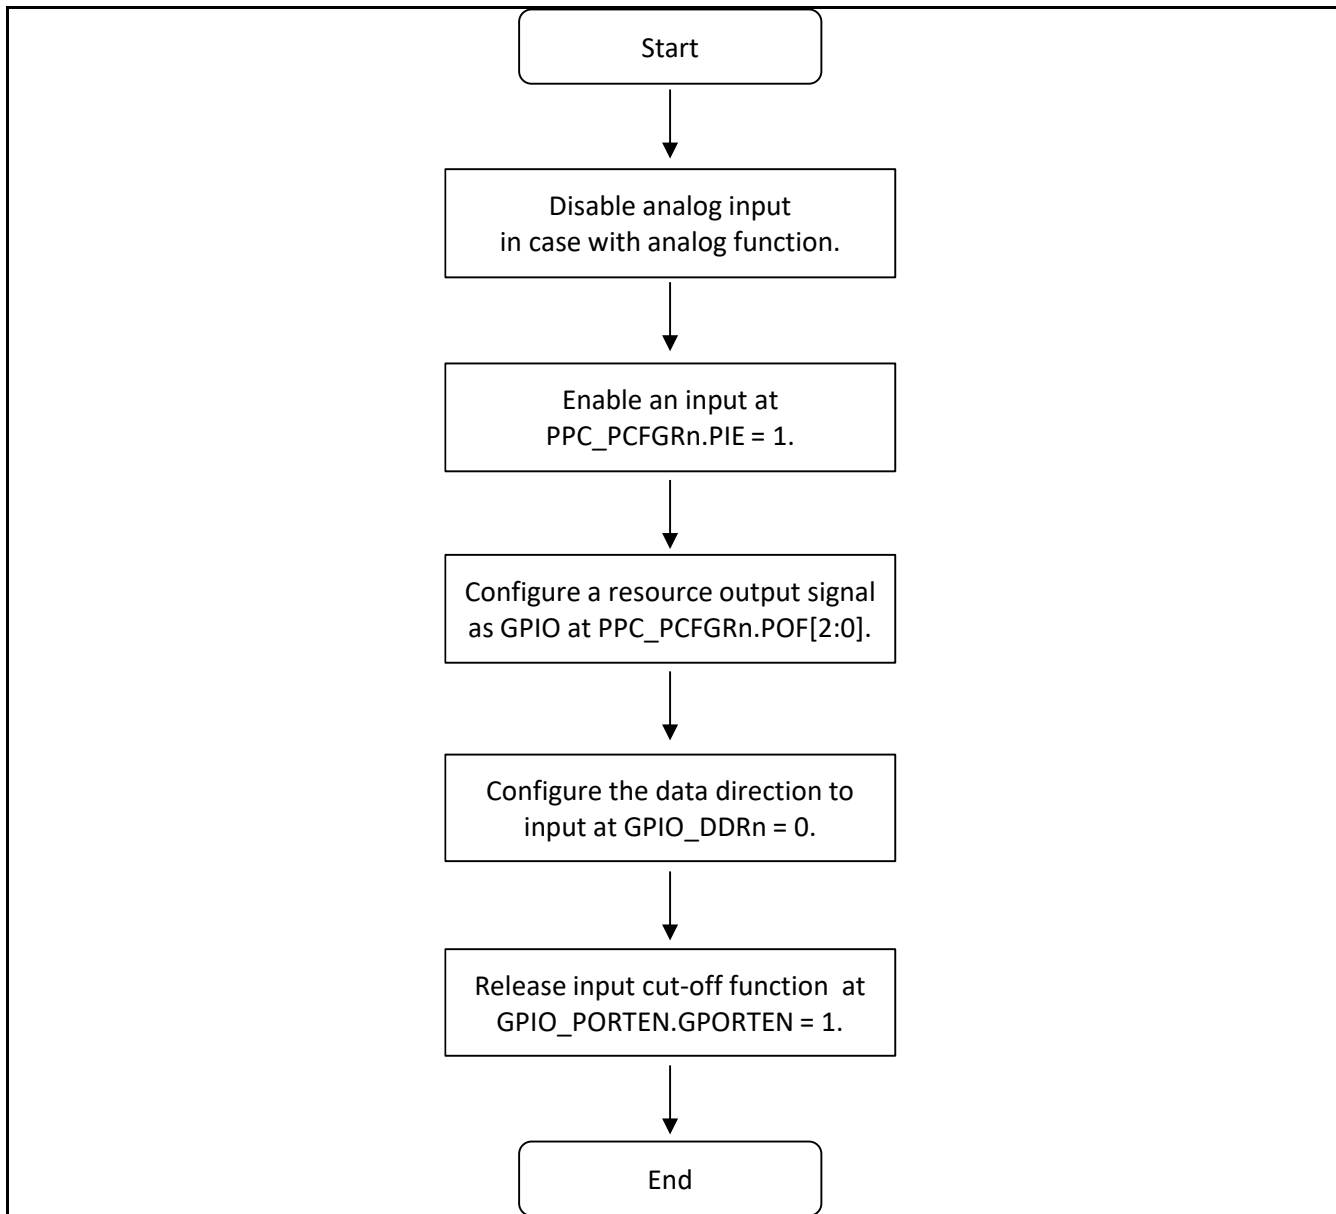 Start
Disable analog input
in case with analog function.
Enable an input at
PPC_PCFGRn.PIE = 1.
Configure a resource output signal
as GPIO at PPC_PCFGRn.POF[2:0].
Configure the data direction to
input at GPIO_DDRn = 0.
Release input cut-off function at
GPIO_PORTEN.GPORTEN = 1.
End